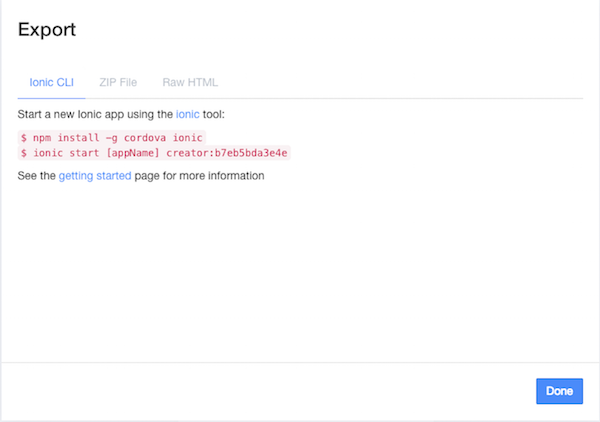 Export
Ionic CLI ZIP File Raw HTML
Start a new Ionic app using the ionic tool:
$ npm install -g cordova ionic
$ ionic start [appName] creator:b7eb5bda3e4e
See the getting started page for more information
Done